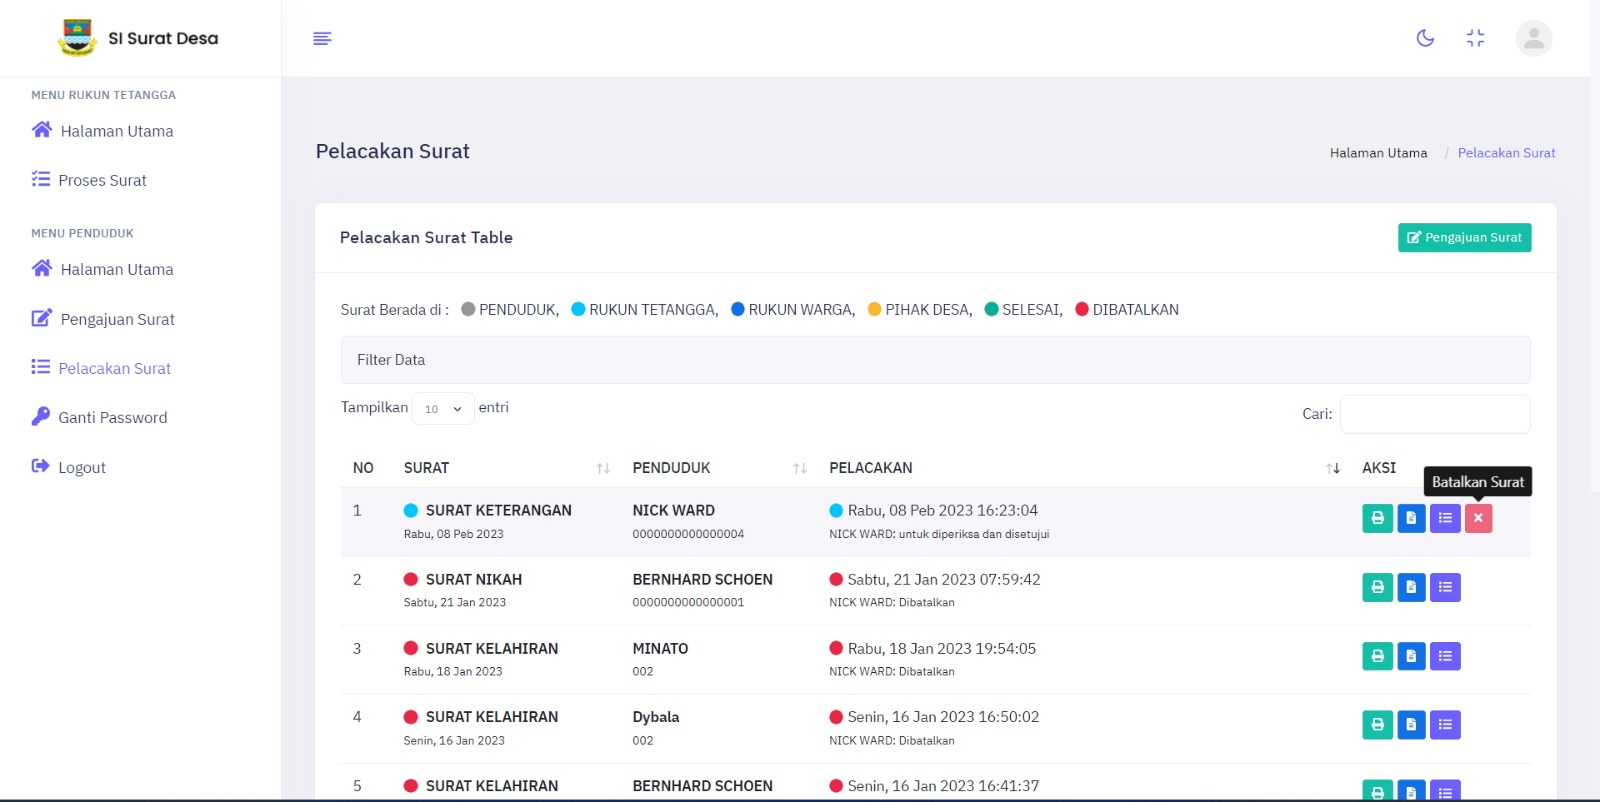 SI Surat Desa
MENU RUKUN TETANGGA
Halaman Utama
Proses Surat
MENU PENDUDUK
Halaman Utama
Pengajuan Surat
Pelacakan Surat
Ganti Password
Logout
Pelacakan Surat
Halaman Utama / Pelacakan Surat
Pelacakan Surat Table
Pengajuan Surat
Surat Berada di : PENDUDUK, RUKUN TETANGGA, RUKUN WARGA, PIHAK DESA, SELESAI, DIBATALKAN
Filter Data
Tampilkan 10 entri
Cari:
NO SURAT PENDUDUK PELACAKAN AKSI
Batalkan Surat
1 SURAT KETERANGAN NICK WARD Rabu, 08 Peb 2023 16:23:04
Rabu, 08 Peb 2023 0000000000000004 NICK WARD: untuk diperiksa dan disetujui
2 SURAT NIKAH BERNHARD SCHOEN Sabtu, 21 Jan 2023 07:59:42
Sabtu, 21 Jan 2023 0000000000000001 NICK WARD: Dibatalkan
3 SURAT KELAHIRAN MINATO Rabu, 18 Jan 2023 19:54:05
Rabu, 18 Jan 2023 002 NICK WARD: Dibatalkan
4 SURAT KELAHIRAN Dybala Senin, 16 Jan 2023 16:50:02
Senin, 16 Jan 2023 002 NICK WARD: Dibatalkan
5 SURAT KELAHIRAN BERNHARD SCHOEN Senin, 16 Jan 2023 16:41:37